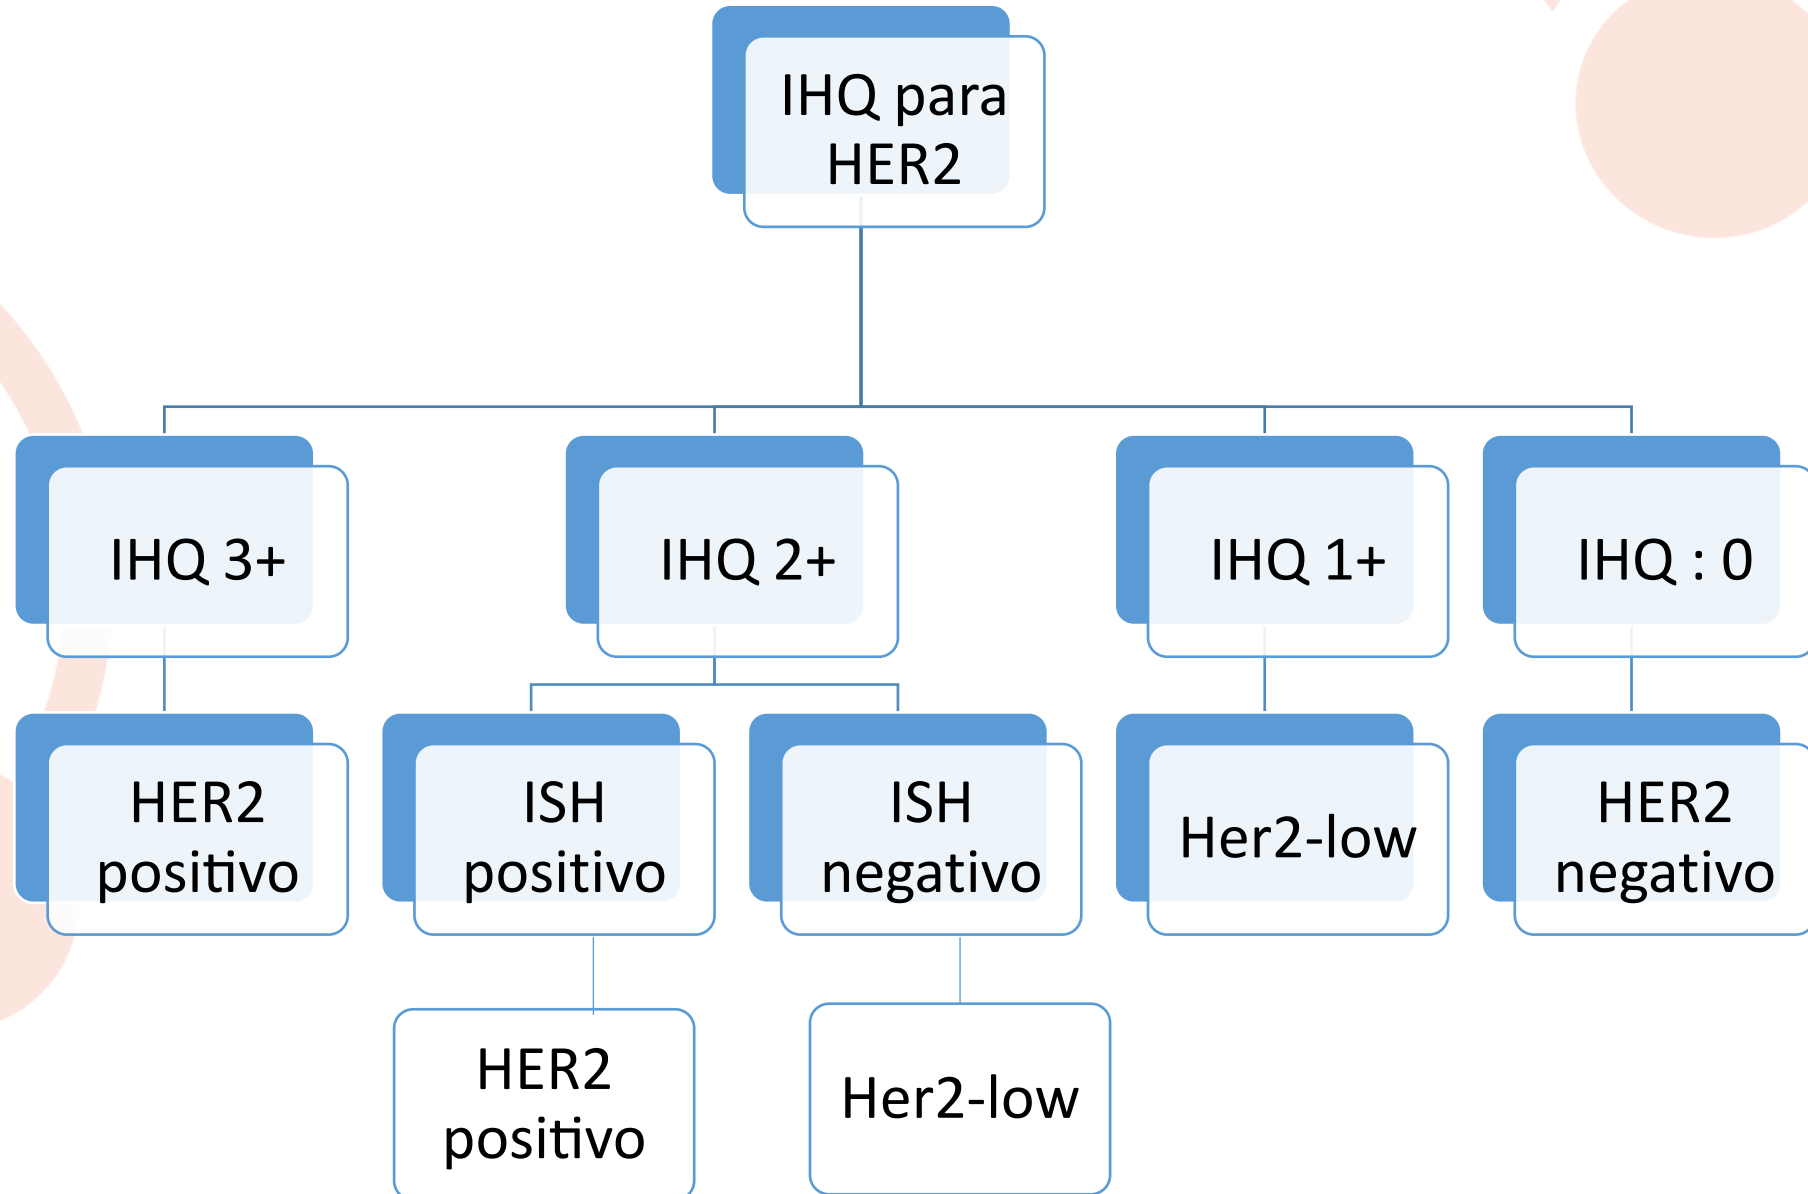 IHQ para
HER2
IHQ 3+
IHQ 2+
IHQ 1+
IHQ : 0
HER2
positivo
ISH
positivo
ISH
negativo
Her2-low
HER2
negativo
HER2
positivo
Her2-low